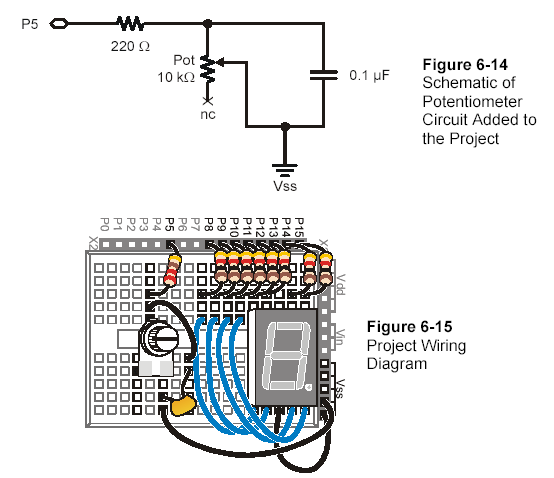 P5
220 Ω
Pot
10 kΩ
nc
0.1 µF
Vss
Figure 6-14
Schematic of
Potentiometer
Circuit Added to
the Project
P0
P1
P2
P3
P4
P5
P6
P7
P8
P9
P10
P11
P12
P13
P14
P15
X2
Vdd
Vin
Vss
Figure 6-15
Project Wiring
Diagram